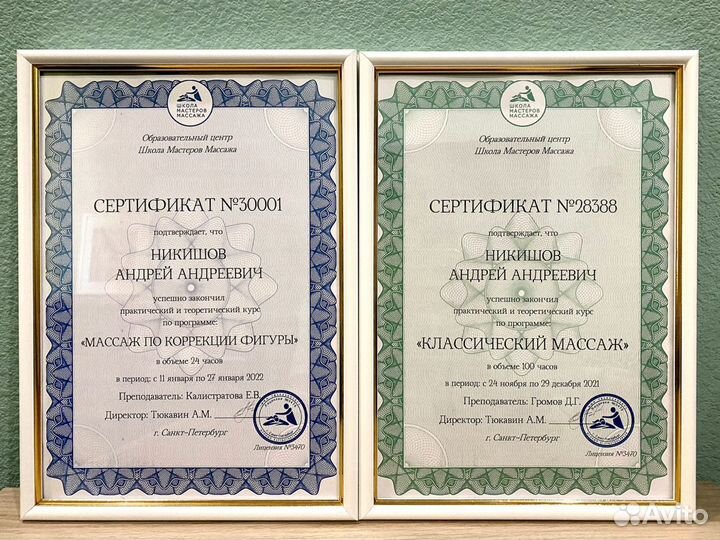 ШКОЛА
МАСТЕРОВ
МАССАЖА
Образовательный центр
Школа Мастеров Массажа
СЕРТИФИКАТ №30001
подтверждает, что
НИКИШОВ
АНДРЕЙ АНДРЕЕВИЧ
успешно закончил
практический и теоретический курс
по программе:
«МАССАЖ ПО КОРРЕКЦИИ ФИГУРЫ»
в объеме 24 часов
в период: с 11 января по 27 января 2022
Преподаватель: Калистратова Е.В.
Директор: Тюкавин А.М.
г. Санкт-Петербург
Лицензия №3470
ШКОЛА
МАСТЕРОВ
МАССАЖА
Образовательный центр
Школа Мастеров Массажа
СЕРТИФИКАТ №28388
подтверждает, что
НИКИШОВ
АНДРЕЙ АНДРЕЕВИЧ
успешно закончил
практический и теоретический курс
по программе:
«КЛАССИЧЕСКИЙ МАССАЖ»
в объеме 100 часов
в период: с 24 ноября по 29 декабря 2021
Преподаватель: Громов Д.Г.
Директор: Тюкавин А.М.
г. Санкт-Петербург
Лицензия №3470
Avito